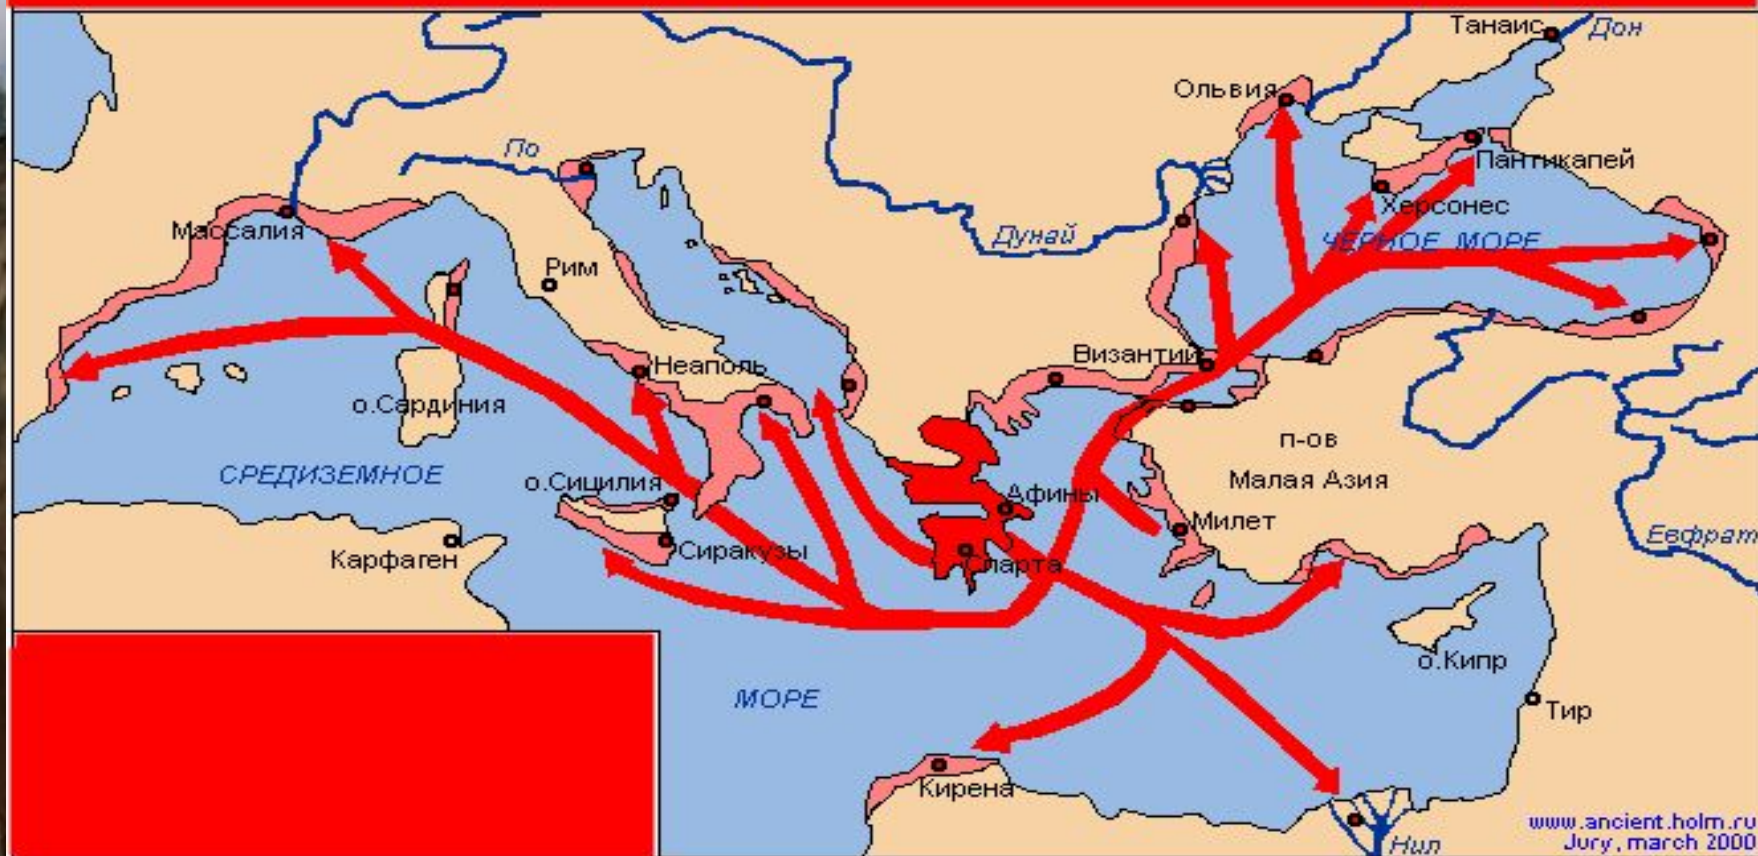 Танаис
Дон
Ольвия
По
Пантикапей
Массалия
Херсонес
Дунай
ЧЕРНОЕ МОРЕ
Рим
Византий
Неаполь
о.Сардиния
п-ов
Малая Азия
СРЕДИЗЕМНОЕ
о.Сицилия
Афины
Милет
Евфрат
Карфаген
Сиракузы
Спарта
о.Кипр
МОРЕ
Тир
Кирена
www.ancient.holm.ru
Jury, march 2000
Нил